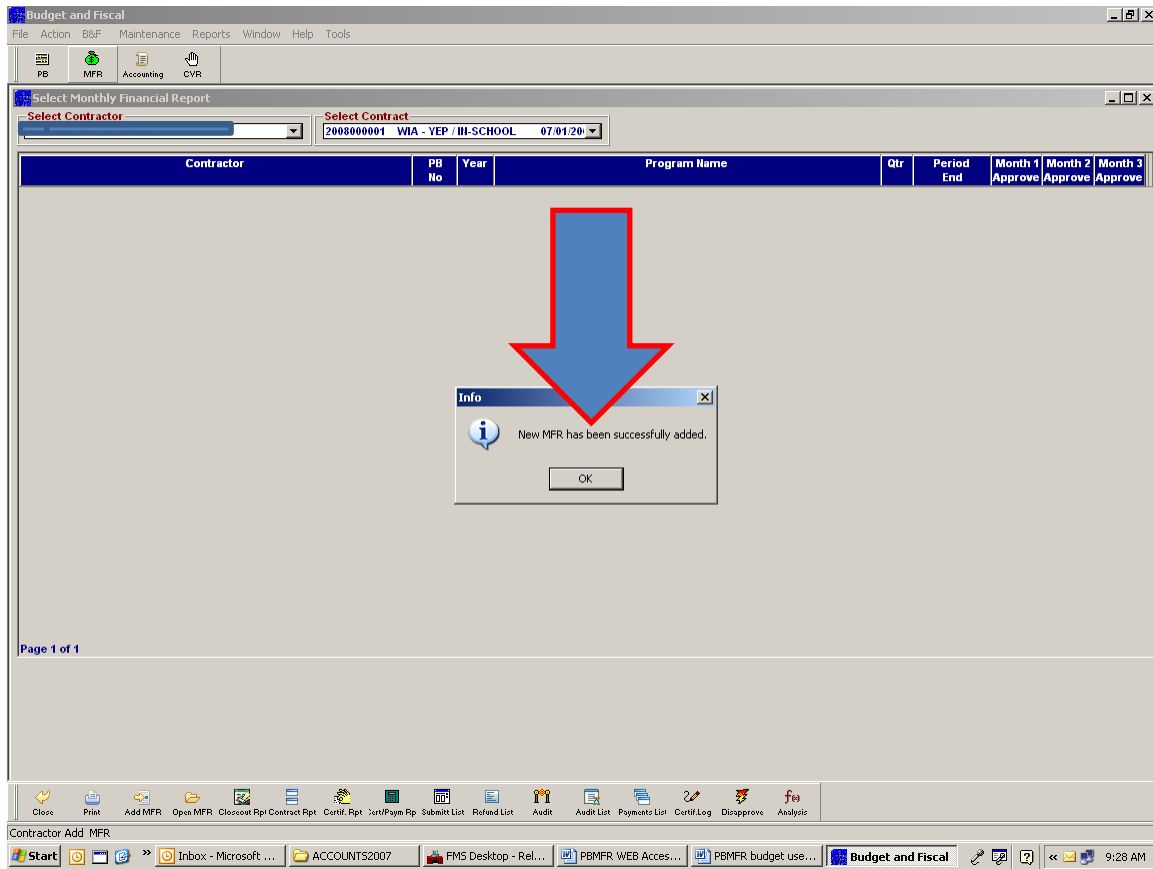 Budget and Fiscal
File Action B&F Maintenance Reports Window Help Tools
PB MFR Accounting CVR
Select Monthly Financial Report
Select Contractor Select Contract
2008000001 WIA - YEP / IN-SCHOOL 07/01/20
Contractor PB No Year Program Name Qtr Period End Month 1 Approve Month 2 Approve Month 3 Approve
Info
New MFR has been successfully added.
OK
Page 1 of 1
Close Print Add MFR Open MFR Closeout Rpt Contract Rpt Certif. Rpt Cert/Paym Rp Submitt List Refund List Audit Audit List Payments List Certif.Log Disapprove Analysis
Contractor Add MFR
Start Inbox - Microsoft ... ACCOUNTS2007 FMS Desktop - Rel... PBMFR WEB Acces... PBMFR budget use... Budget and Fiscal 9:28 AM